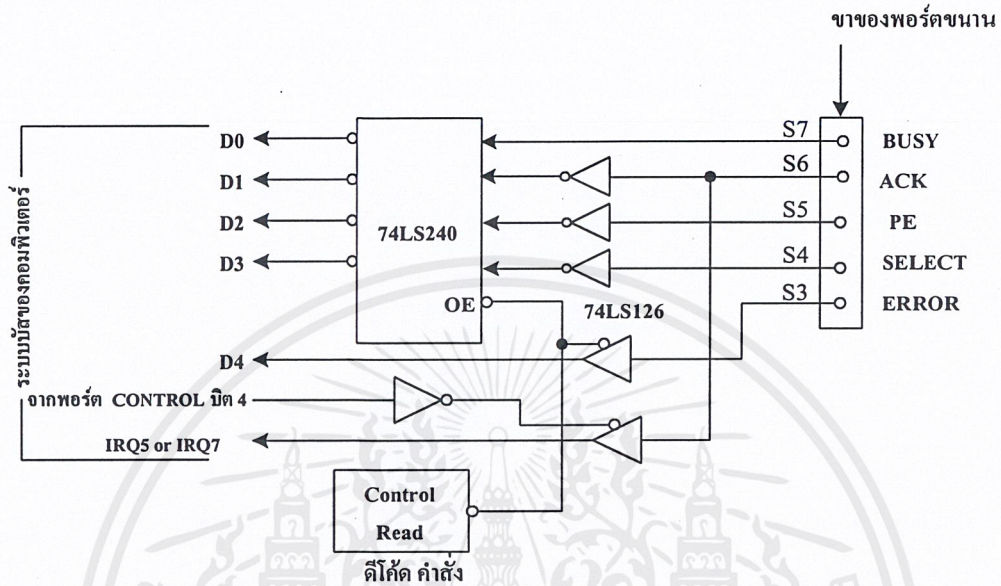 ขาของพอร์ตขนาน
ระบบบัสของคอมพิวเตอร์
D0
D1
D2
D3
74LS240
OE
S7
BUSY
S6
ACK
S5
PE
S4
SELECT
S3
ERROR
74LS126
D4
จากพอร์ต CONTROL บิต 4
IRQ5 or IRQ7
Control
Read
ดีโค้ด คำสั่ง